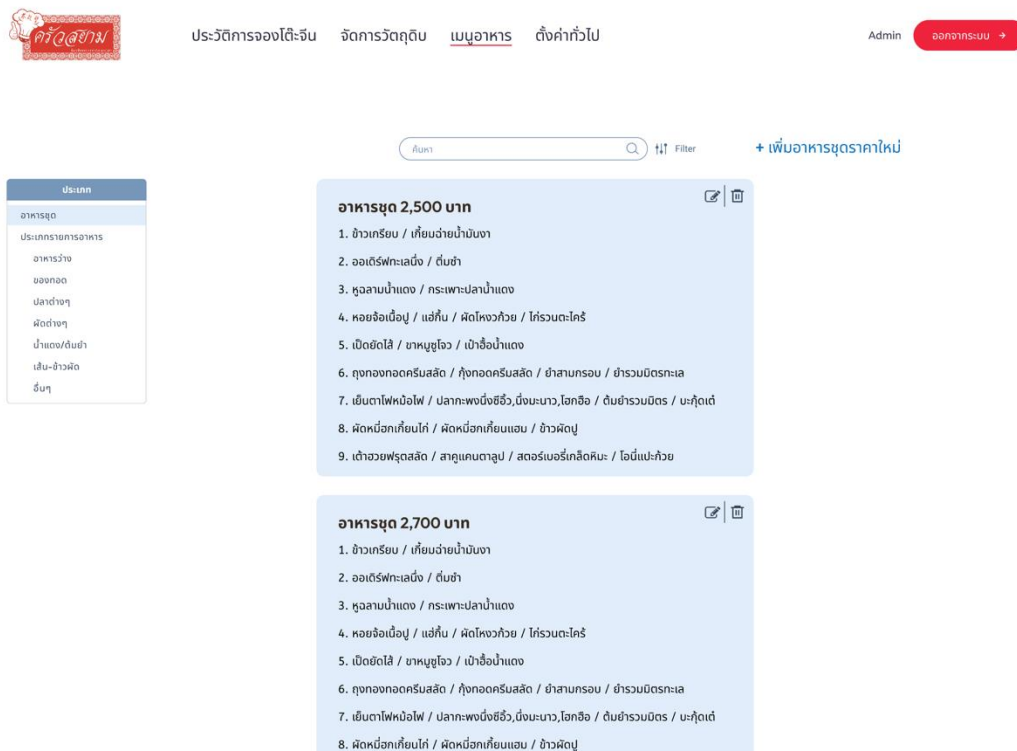 ครัวสยาม
ประวัติการจองโต๊ะจีน จัดการวัตถุดิบ เมนูอาหาร ตั้งค่าทั่วไป
Admin ออกจากระบบ →
ค้นหา
Filter
+ เพิ่มอาหารชุดราคาใหม่
ประเภท
อาหารชุด
ประเภทรายการอาหาร
อาหารว่าง
ของทอด
ปลาต่างๆ
ผัดต่างๆ
น้ำแดง/ต้มยำ
เส้น-ข้าวผัด
อื่นๆ
อาหารชุด 2,500 บาท
1. ข้าวเกรียบ / เกี้ยมฉ่ายน้ำมันงา
2. ออเดิร์ฟทะเลนึ่ง / ติ่มซำ
3. หูฉลามน้ำแดง / กระเพาะปลาน้ำแดง
4. หอยจ้อเนื้อปู / แฮ่กึ้น / ผัดโหงวก้วย / ไก่รวนตะไคร้
5. เป็ดยัดไส้ / ขาหมูซูโจว / เป๋าฮื้อน้ำแดง
6. ถุงทองทอดครีมสลัด / กุ้งทอดครีมสลัด / ยำสามกรอบ / ยำรวมมิตรทะเล
7. เย็นตาโฟหม้อไฟ / ปลากะพงนึ่งซีอิ๊ว,นึ่งมะนาว,โฮกฮือ / ต้มยำรวมมิตร / บะกุ้ดเต๋
8. ผัดหมี่ฮกเกี้ยนไก่ / ผัดหมี่ฮกเกี้ยนแฮม / ข้าวผัดปู
9. เต้าฮวยฟรุตสลัด / สาคูแคนตาลูป / สตอร์เบอรี่เกล็ดหิมะ / โอนี่แปะก้วย
อาหารชุด 2,700 บาท
1. ข้าวเกรียบ / เกี้ยมฉ่ายน้ำมันงา
2. ออเดิร์ฟทะเลนึ่ง / ติ่มซำ
3. หูฉลามน้ำแดง / กระเพาะปลาน้ำแดง
4. หอยจ้อเนื้อปู / แฮ่กึ้น / ผัดโหงวก้วย / ไก่รวนตะไคร้
5. เป็ดยัดไส้ / ขาหมูซูโจว / เป๋าฮื้อน้ำแดง
6. ถุงทองทอดครีมสลัด / กุ้งทอดครีมสลัด / ยำสามกรอบ / ยำรวมมิตรทะเล
7. เย็นตาโฟหม้อไฟ / ปลากะพงนึ่งซีอิ๊ว,นึ่งมะนาว,โฮกฮือ / ต้มยำรวมมิตร / บะกุ้ดเต๋
8. ผัดหมี่ฮกเกี้ยนไก่ / ผัดหมี่ฮกเกี้ยนแฮม / ข้าวผัดปู